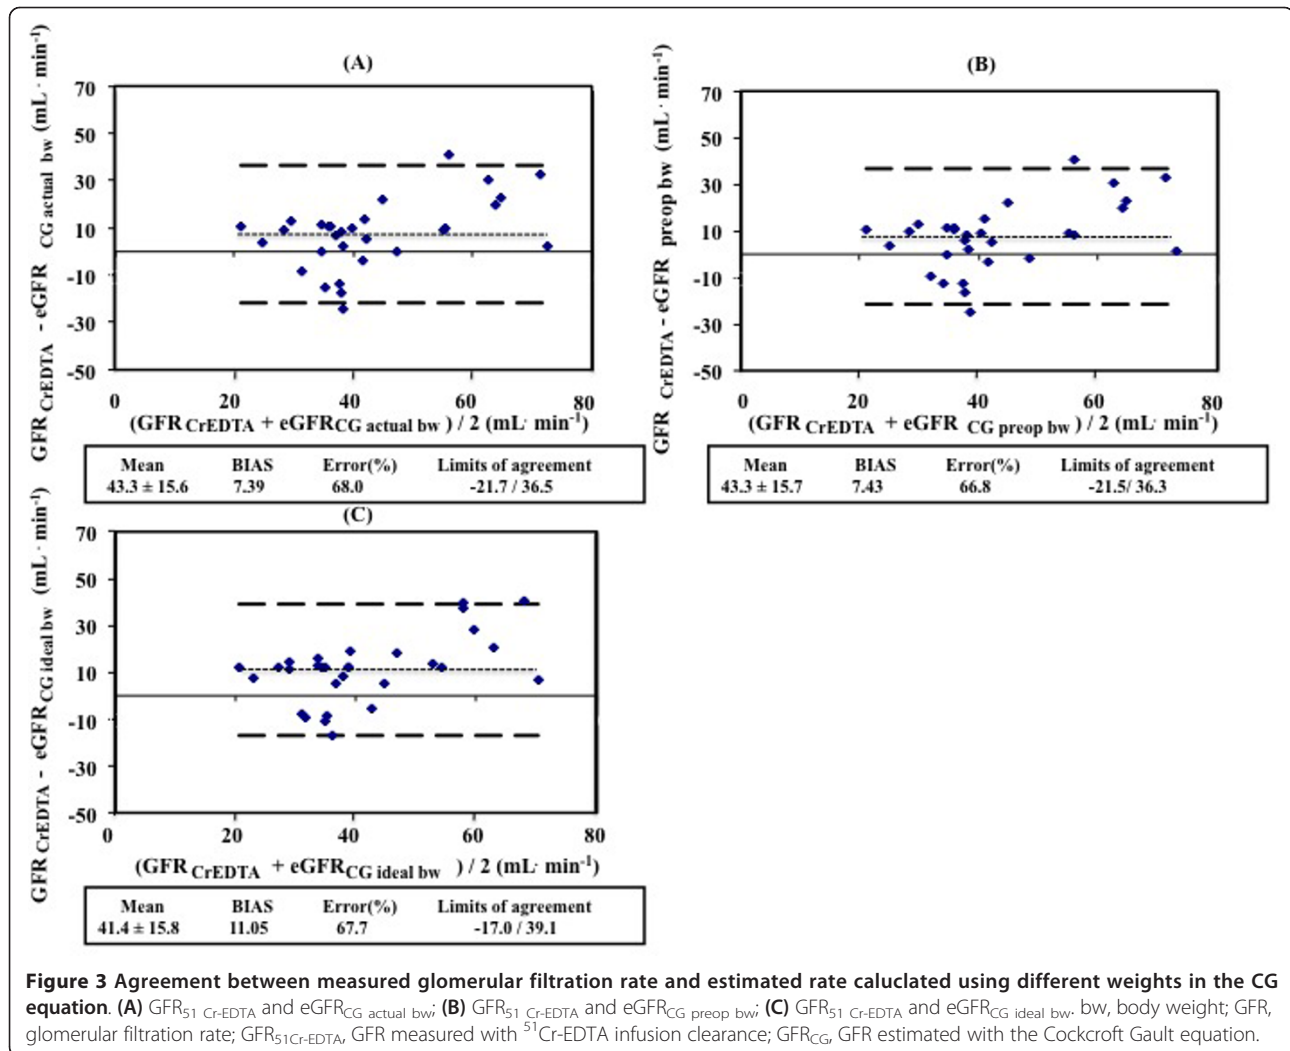 (A)
GFR CrEDTA - eGFR CG actual bw (mL · min-1)
70
50
30
10
-10
-30
-50
0 20 40 60 80
(GFR CrEDTA + eGFR CG actual bw ) / 2 (mL· min-1)
Mean BIAS Error(%) Limits of agreement
43.3 ± 15.6 7.39 68.0 -21.7 / 36.5
(B)
GFR CrEDTA - eGFR preop bw (mL · min-1)
70
50
30
10
-10
-30
-50
0 20 40 60 80
(GFR CrEDTA + eGFR CG preop bw ) / 2 (mL· min-1)
Mean BIAS Error(%) Limits of agreement
43.3 ± 15.7 7.43 66.8 -21.5/ 36.3
(C)
GFR CrEDTA - eGFR CG ideal bw (mL · min-1)
70
50
30
10
-10
-30
-50
0 20 40 60 80
(GFR CrEDTA + eGFR CG ideal bw ) / 2 (mL· min-1)
Mean BIAS Error(%) Limits of agreement
41.4 ± 15.8 11.05 67.7 -17.0 / 39.1
Figure 3 Agreement between measured glomerular filtration rate and estimated rate caluclated using different weights in the CG
equation. (A) GFR51 Cr-EDTA and eGFRCG actual bw; (B) GFR51 Cr-EDTA and eGFRCG preop bw; (C) GFR51 Cr-EDTA and eGFRCG ideal bw. bw, body weight; GFR,
glomerular filtration rate; GFR51Cr-EDTA, GFR measured with 51Cr-EDTA infusion clearance; GFRCG, GFR estimated with the Cockcroft Gault equation.